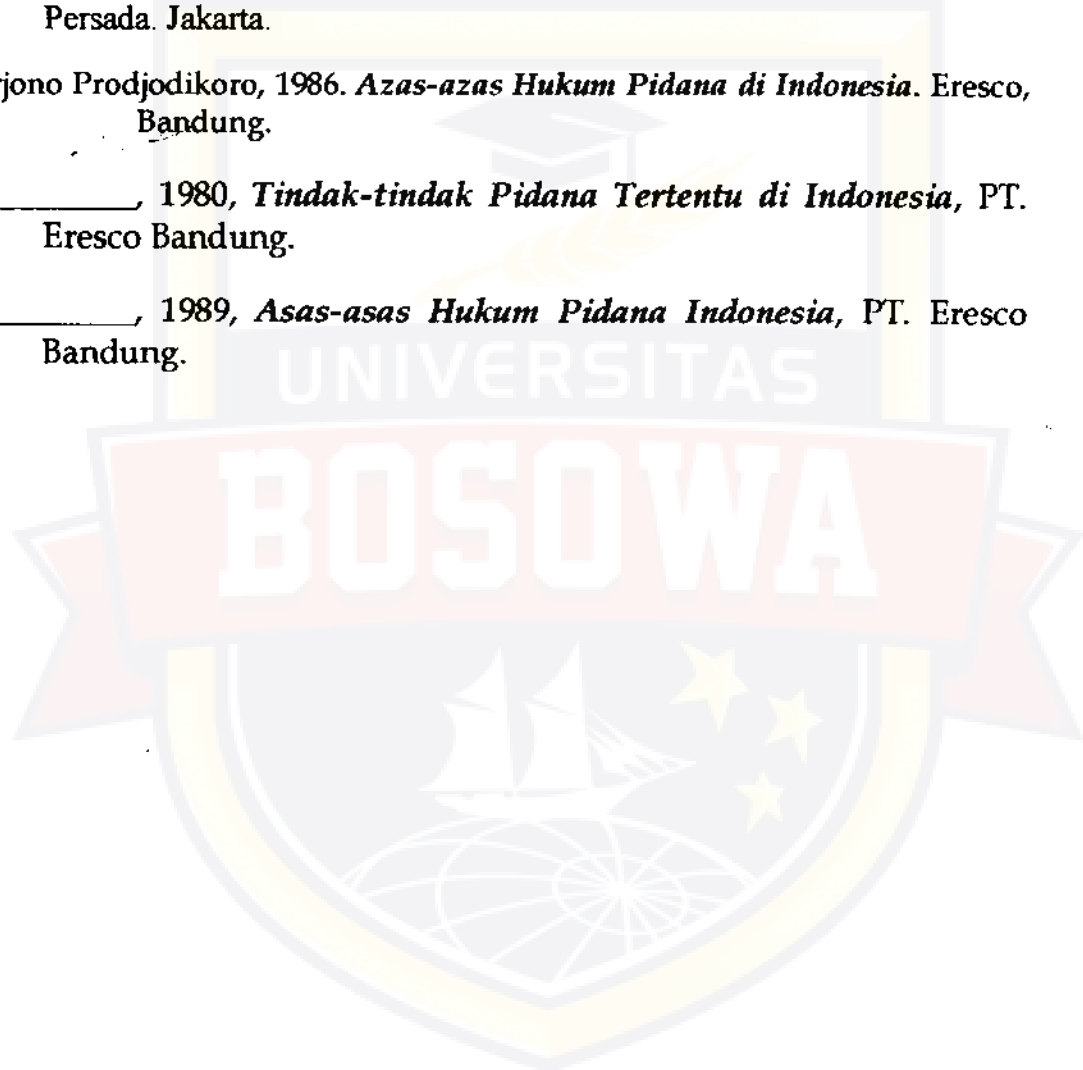 Persada. Jakarta.
jono Prodjodikoro, 1986. Azas-azas Hukum Pidana di Indonesia. Eresco,
Bandung.
________, 1980, Tindak-tindak Pidana Tertentu di Indonesia, PT.
Eresco Bandung.
________, 1989, Asas-asas Hukum Pidana Indonesia, PT. Eresco
Bandung.
UNIVERSITAS
BOSOWA